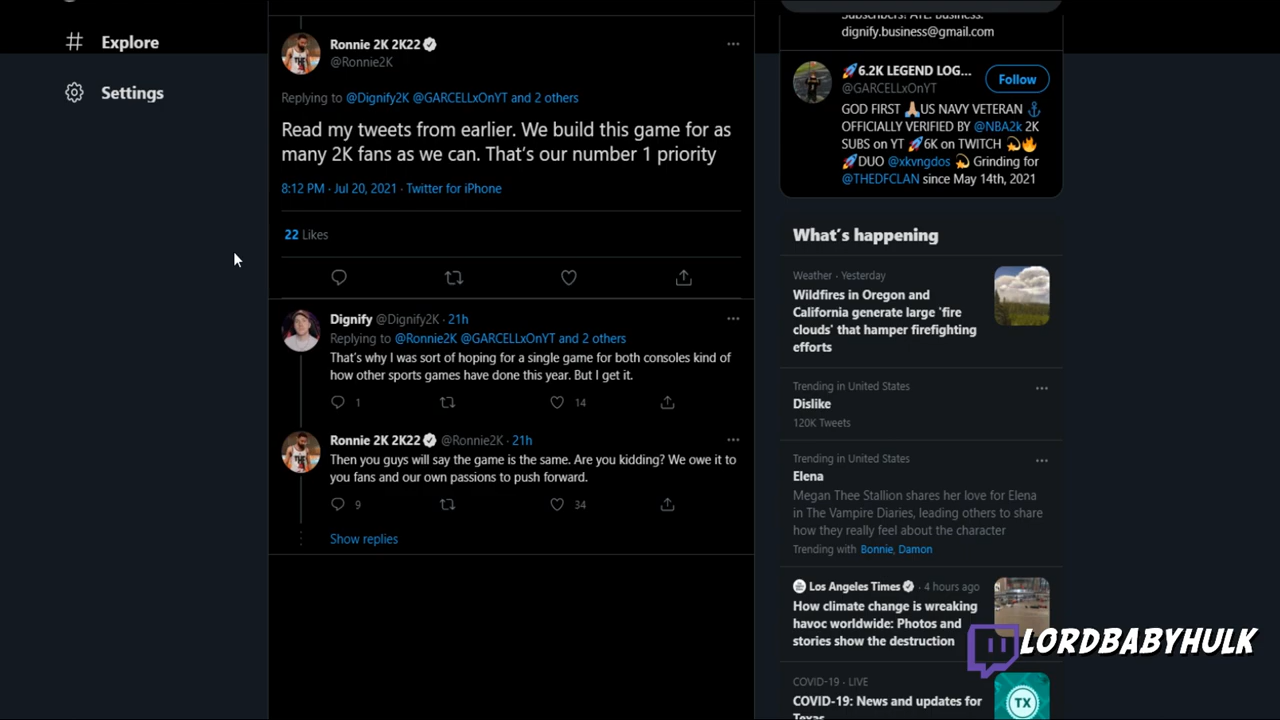 Explore
Settings
Ronnie 2K 2K22
@Ronnie2K
Replying to @Dignify2K @GARCELLxOnYT and 2 others
Read my tweets from earlier. We build this game for as
many 2K fans as we can. That's our number 1 priority
8:12 PM · Jul 20, 2021 · Twitter for iPhone
22 Likes
Dignify @Dignify2K · 21h
Replying to @Ronnie2K @GARCELLxOnYT and 2 others
That's why I was sort of hoping for a single game for both consoles kind of
how other sports games have done this year. But I get it.
1 14
Ronnie 2K 2K22 @Ronnie2K · 21h
Then you guys will say the game is the same. Are you kidding? We owe it to
you fans and our own passions to push forward.
9 34
Show replies
dignify.business@gmail.com
🚀6.2K LEGEND LOG...
@GARCELLxOnYT
Follow
GOD FIRST 🙏🏼US NAVY VETERAN ⚓
OFFICIALLY VERIFIED BY @NBA2k 2K
SUBS on YT 🚀6K on TWITCH 💫🔥
🚀DUO @xkvngdos 💫 Grinding for
@THEDFCLAN since May 14th, 2021
What's happening
Weather · Yesterday
Wildfires in Oregon and
California generate large 'fire
clouds' that hamper firefighting
efforts
Trending in United States
Dislike
120K Tweets
Trending in United States
Elena
Megan Thee Stallion shares her love for Elena
in The Vampire Diaries, leading others to share
how they really feel about the character
Trending with Bonnie, Damon
Los Angeles Times · 4 hours ago
How climate change is wreaking
havoc worldwide: Photos and
stories show the destruction
COVID-19 · LIVE
COVID-19: News and updates for
Texas
TX
LORDBABYHULK